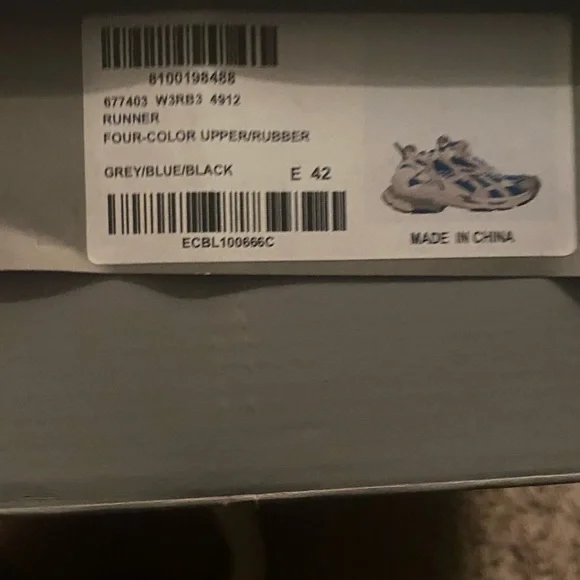 8100198488
677403 W3RB3 4912
RUNNER
FOUR-COLOR UPPER/RUBBER
GREY/BLUE/BLACK E 42
ECBL100666C
MADE IN CHINA